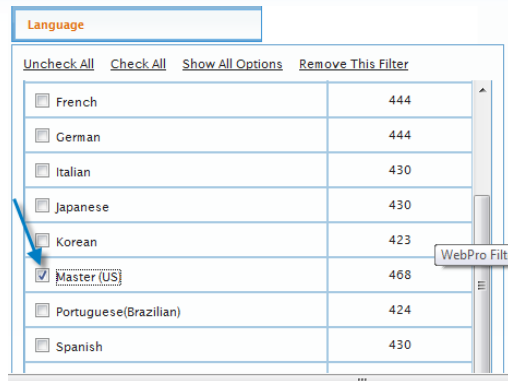 Language
Uncheck All Check All Show All Options Remove This Filter
French 444
German 444
Italian 430
Japanese 430
Korean 423
WebPro Filt
Master (US) 468
Portuguese(Brazilian) 424
Spanish 430